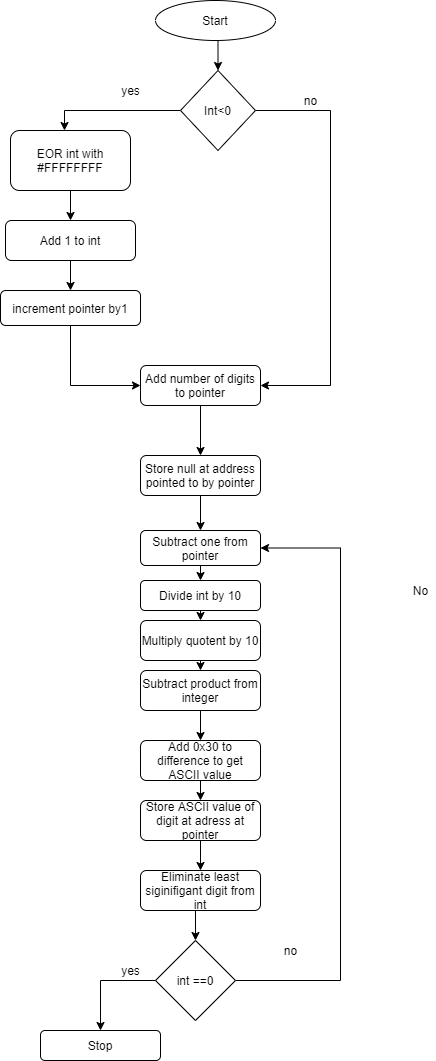 Start
yes
Int<0
no
EOR int with
#FFFFFFFF
Add 1 to int
increment pointer by1
Add number of digits
to pointer
Store null at address
pointed to by pointer
Subtract one from
pointer
Divide int by 10
No
Multiply quotent by 10
Subtract product from
integer
Add 0x30 to
difference to get
ASCII value
Store ASCII value of
digit at adress at
pointer
Eliminate least
siginifigant digit from
int
no
yes
int ==0
Stop